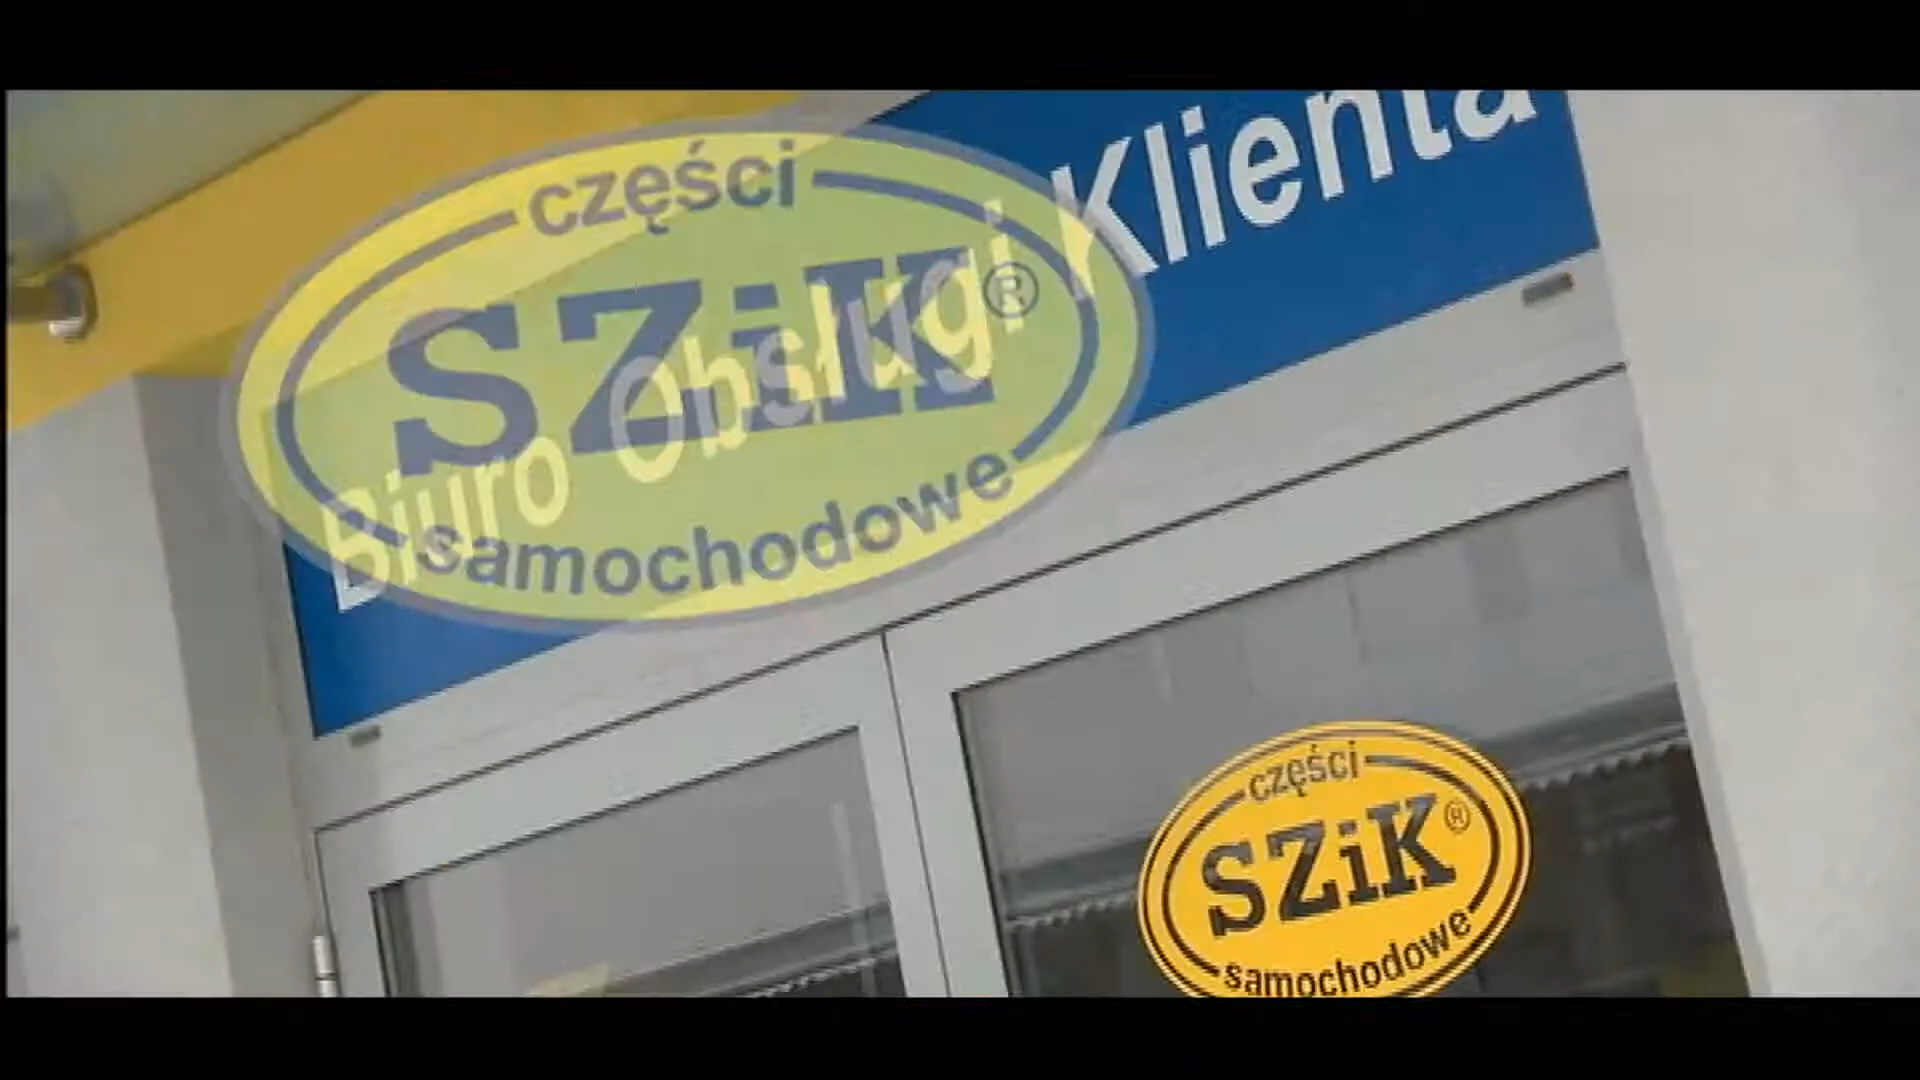 części
SZiK®
samochodowe
Biuro Obsługi Klienta
części
SZiK®
samochodowe